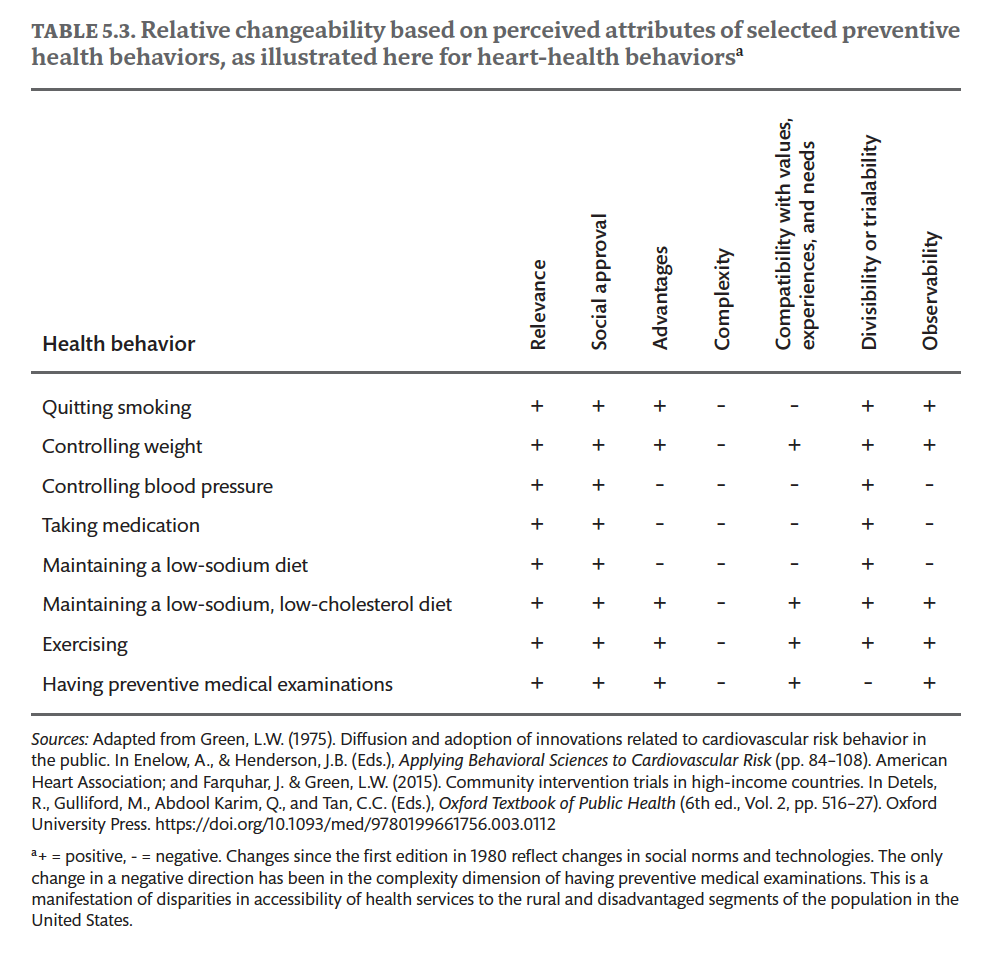 TABLE 5.3. Relative changeability based on perceived attributes of selected preventive
health behaviors, as illustrated here for heart-health behaviorsª
Health behavior
Relevance
Social approval
Advantages
Complexity
Compatibility with values,
experiences, and needs
Divisibility or trialability
Observability
Quitting smoking + + + - - + +
Controlling weight + + + - + + +
Controlling blood pressure + + - - - + -
Taking medication + + - - - + -
Maintaining a low-sodium diet + + - - - + -
Maintaining a low-sodium, low-cholesterol diet + + + - + + +
Exercising + + + - + + +
Having preventive medical examinations + + + - + - +
Sources: Adapted from Green, L.W. (1975). Diffusion and adoption of innovations related to cardiovascular risk behavior in
the public. In Enelow, A., & Henderson, J.B. (Eds.), Applying Behavioral Sciences to Cardiovascular Risk (pp. 84–108). American
Heart Association; and Farquhar, J. & Green, L.W. (2015). Community intervention trials in high-income countries. In Detels,
R., Gulliford, M., Abdool Karim, Q., and Tan, C.C. (Eds.), Oxford Textbook of Public Health (6th ed., Vol. 2, pp. 516–27). Oxford
University Press. https://doi.org/10.1093/med/9780199661756.003.0112
ª+ = positive, - = negative. Changes since the first edition in 1980 reflect changes in social norms and technologies. The only
change in a negative direction has been in the complexity dimension of having preventive medical examinations. This is a
manifestation of disparities in accessibility of health services to the rural and disadvantaged segments of the population in the
United States.